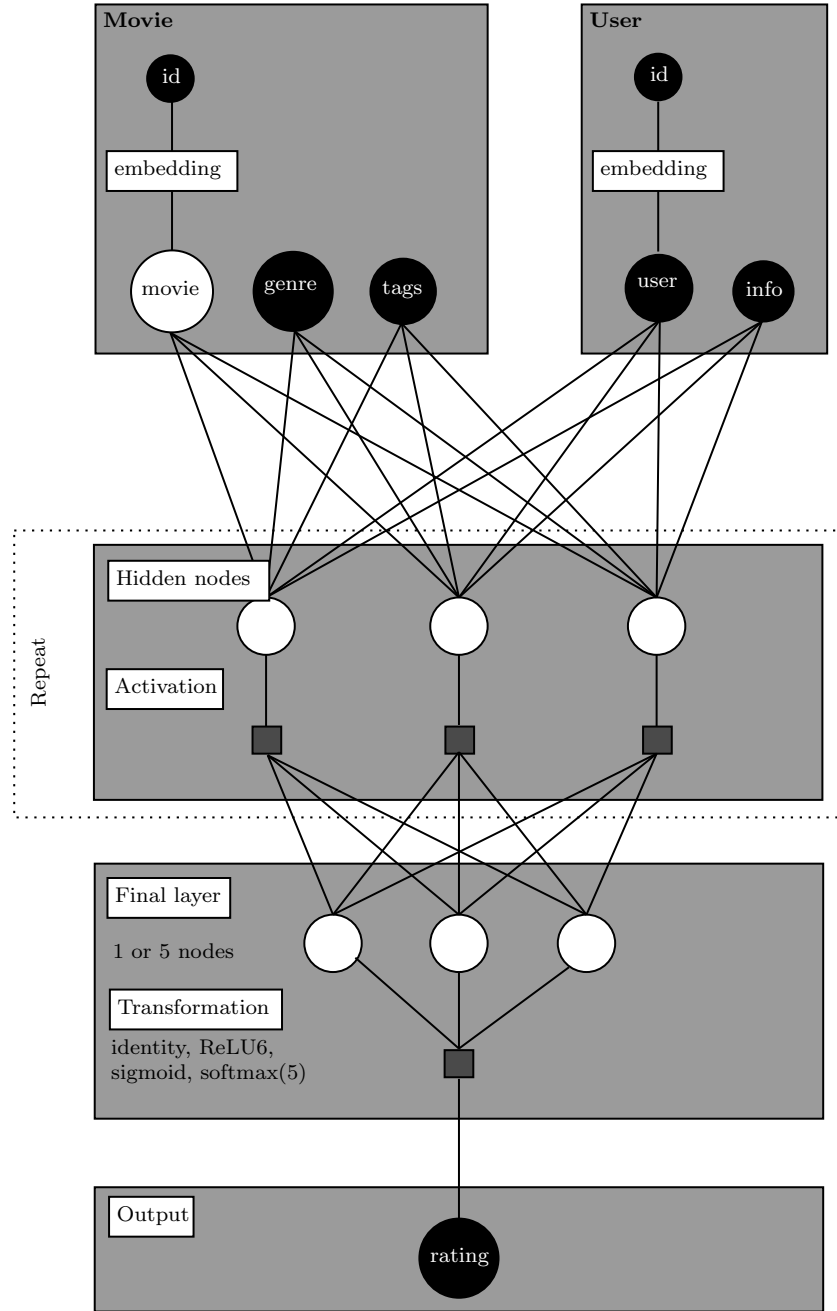 Movie
User
id
id
embedding
embedding
movie
genre
tags
user
info
Hidden nodes
Repeat
Activation
Final layer
1 or 5 nodes
Transformation
identity, ReLU6,
sigmoid, softmax(5)
Output
rating